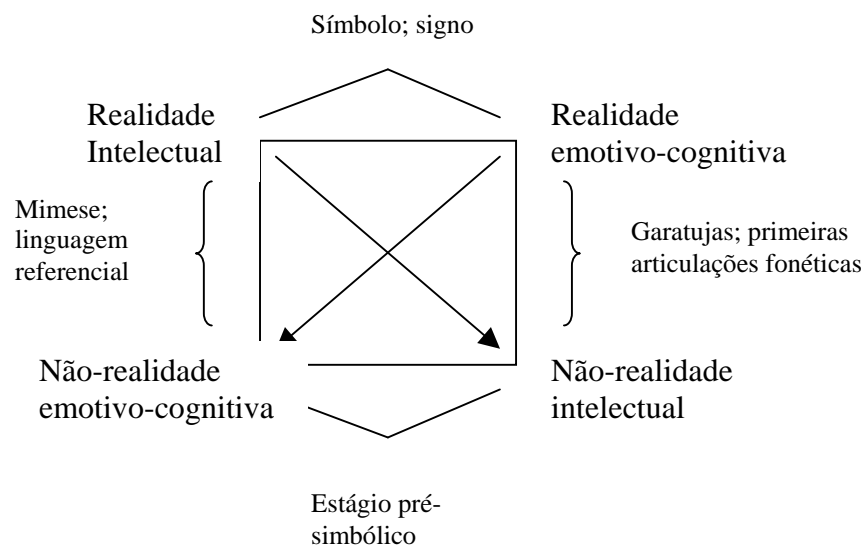 Símbolo; signo
Realidade
Intelectual
Realidade
emotivo-cognitiva
Mimese;
linguagem
referencial
Garatujas; primeiras
articulações fonéticas
Não-realidade
emotivo-cognitiva
Não-realidade
intelectual
Estágio pré-
simbólico